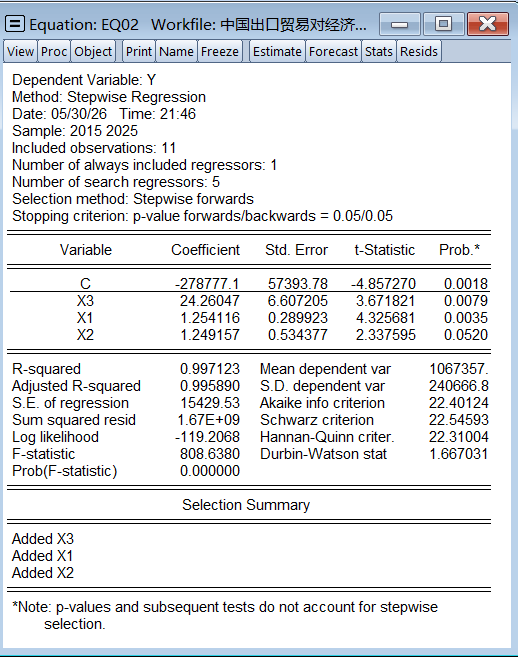 Equation: EQ02 Workfile: 中国出口贸易对经济...
View Proc Object Print Name Freeze Estimate Forecast Stats Resids
Dependent Variable: Y
Method: Stepwise Regression
Date: 05/30/26 Time: 21:46
Sample: 2015 2025
Included observations: 11
Number of always included regressors: 1
Number of search regressors: 5
Selection method: Stepwise forwards
Stopping criterion: p-value forwards/backwards = 0.05/0.05
Variable Coefficient Std. Error t-Statistic Prob.*
C -278777.1 57393.78 -4.857270 0.0018
X3 24.26047 6.607205 3.671821 0.0079
X1 1.254116 0.289923 4.325681 0.0035
X2 1.249157 0.534377 2.337595 0.0520
R-squared 0.997123 Mean dependent var 1067357.
Adjusted R-squared 0.995890 S.D. dependent var 240666.8
S.E. of regression 15429.53 Akaike info criterion 22.40124
Sum squared resid 1.67E+09 Schwarz criterion 22.54593
Log likelihood -119.2068 Hannan-Quinn criter. 22.31004
F-statistic 808.6380 Durbin-Watson stat 1.667031
Prob(F-statistic) 0.000000
Selection Summary
Added X3
Added X1
Added X2
*Note: p-values and subsequent tests do not account for stepwise
selection.